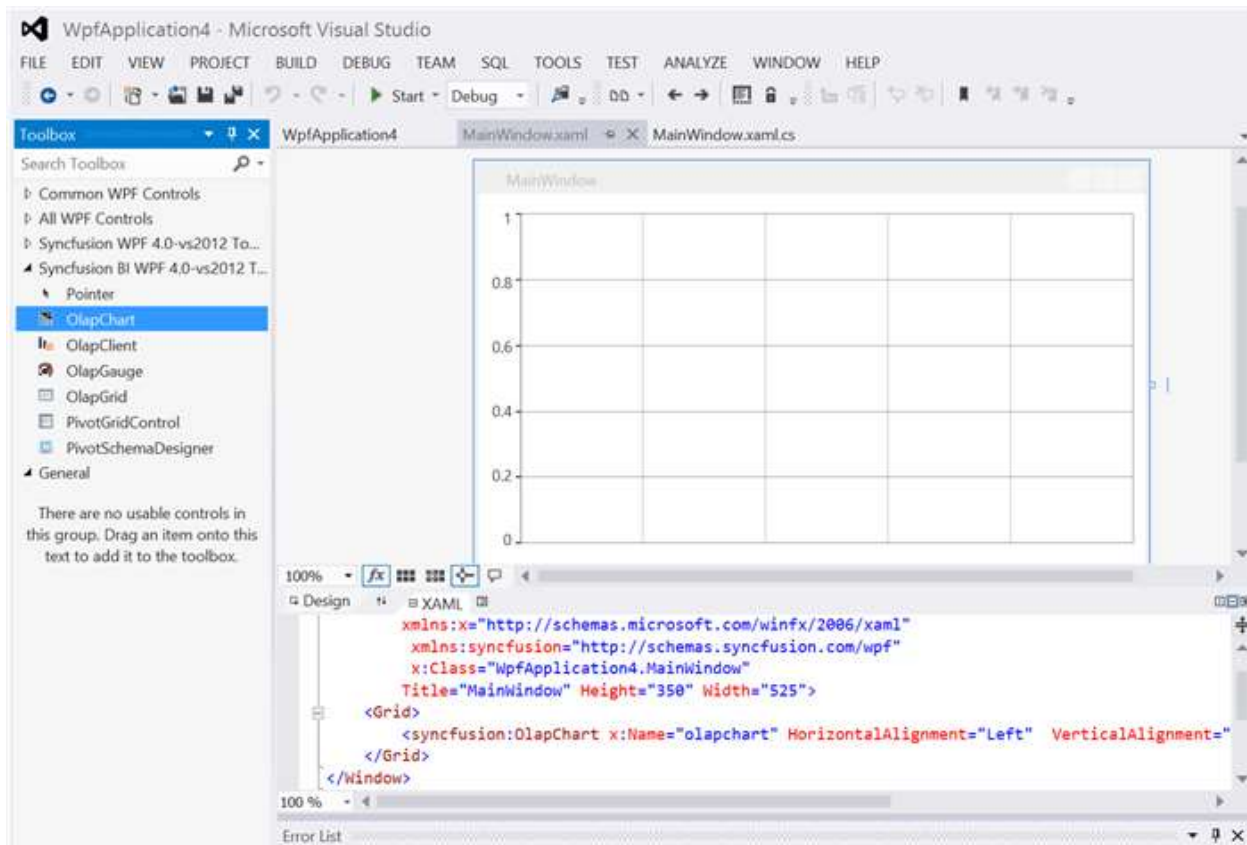 WpfApplication4 - Microsoft Visual Studio
FILE EDIT VIEW PROJECT BUILD DEBUG TEAM SQL TOOLS TEST ANALYZE WINDOW HELP
Start Debug
Toolbox
WpfApplication4 MainWindow.xaml MainWindow.xaml.cs
Search Toolbox
Common WPF Controls
All WPF Controls
Syncfusion WPF 4.0-vs2012 To...
Syncfusion BI WPF 4.0-vs2012 T...
Pointer
OlapChart
OlapClient
OlapGauge
OlapGrid
PivotGridControl
PivotSchemaDesigner
General
There are no usable controls in
this group. Drag an item onto this
text to add it to the toolbox.
MainWindow
1
0.8
0.6
0.4
0.2
0
100% fx
Design XAML
xmlns:x="http://schemas.microsoft.com/winfx/2006/xaml"
xmlns:syncfusion="http://schemas.syncfusion.com/wpf"
x:Class="WpfApplication4.MainWindow"
Title="MainWindow" Height="350" Width="525">
<Grid>
<syncfusion:OlapChart x:Name="olapchart" HorizontalAlignment="Left" VerticalAlignment="
</Grid>
</Window>
100 %
Error List